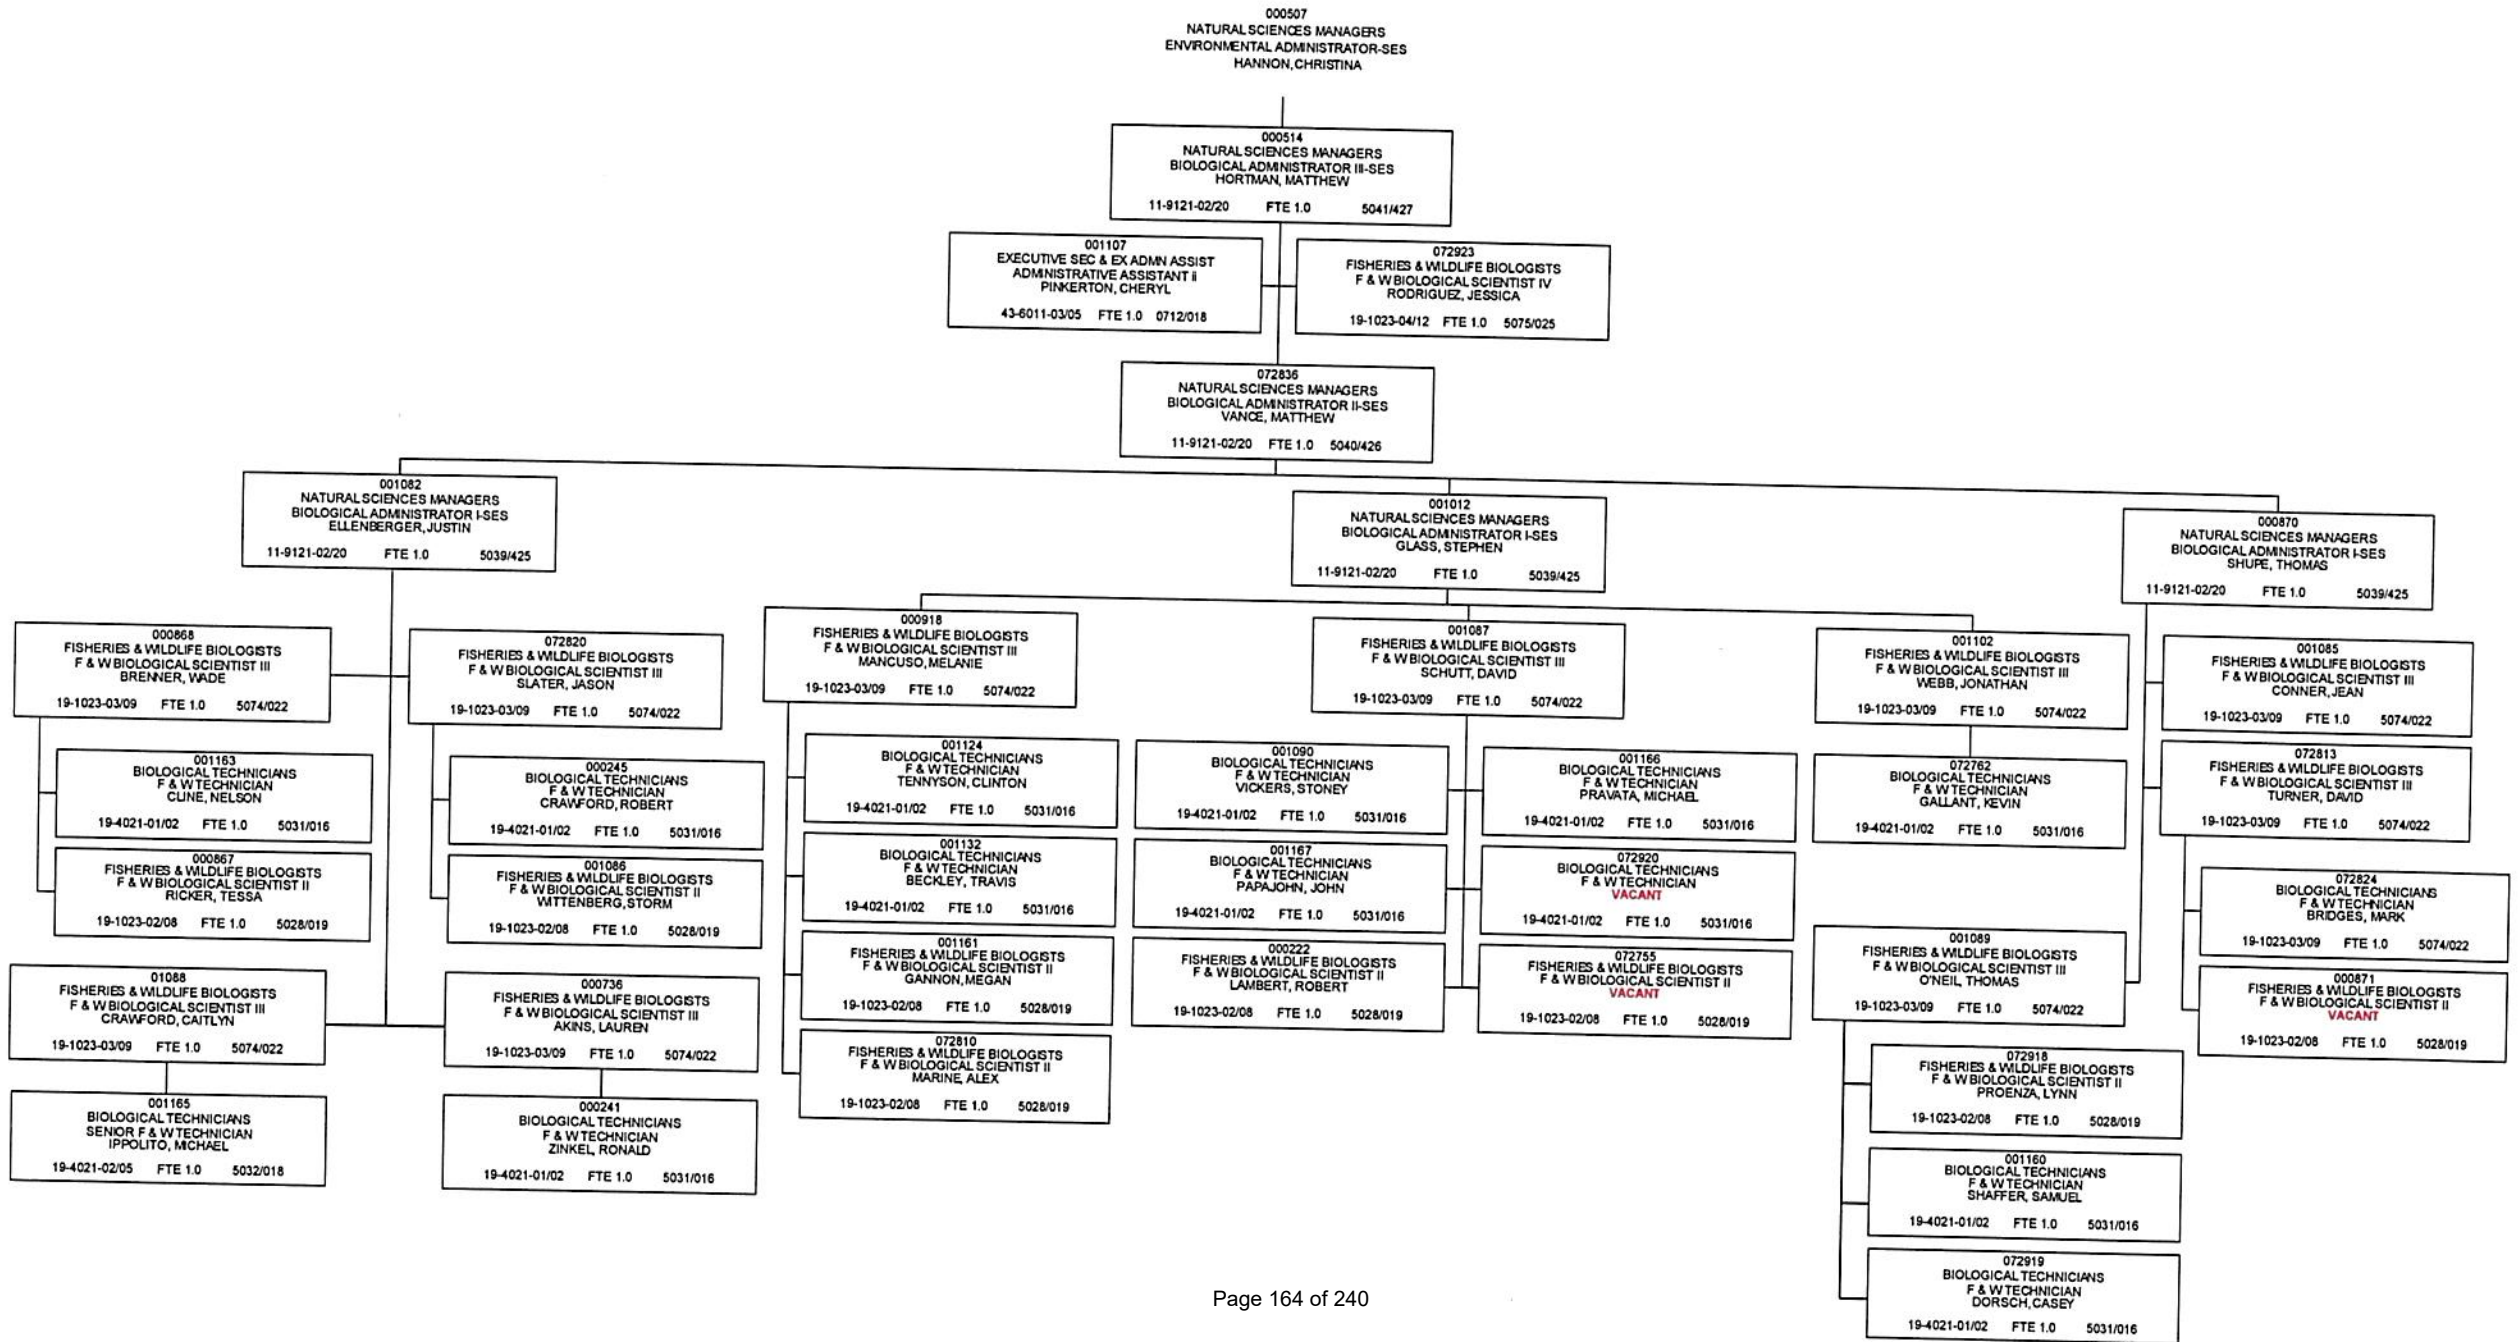 000507
NATURAL SCIENCES MANAGERS
ENVIRONMENTAL ADMINISTRATOR-SES
HANNON, CHRISTINA
000514
NATURAL SCIENCES MANAGERS
BIOLOGICAL ADMINISTRATOR III-SES
HORTMAN, MATTHEW
11-9121-02/20 FTE 1.0 5041/427
001107
EXECUTIVE SEC & EX ADMN ASSIST
ADMINISTRATIVE ASSISTANT II
PINKERTON, CHERYL
43-6011-03/05 FTE 1.0 0712/018
072923
FISHERIES & WILDLIFE BIOLOGISTS
F & W BIOLOGICAL SCIENTIST IV
RODRIGUEZ, JESSICA
19-1023-04/12 FTE 1.0 5075/025
072836
NATURAL SCIENCES MANAGERS
BIOLOGICAL ADMINISTRATOR II-SES
VANCE, MATTHEW
11-9121-02/20 FTE 1.0 5040/426
001082
NATURAL SCIENCES MANAGERS
BIOLOGICAL ADMINISTRATOR I-SES
ELLENBERGER, JUSTIN
11-9121-02/20 FTE 1.0 5039/425
001012
NATURAL SCIENCES MANAGERS
BIOLOGICAL ADMINISTRATOR I-SES
GLASS, STEPHEN
11-9121-02/20 FTE 1.0 5039/425
000870
NATURAL SCIENCES MANAGERS
BIOLOGICAL ADMINISTRATOR I-SES
SHUPE, THOMAS
11-9121-02/20 FTE 1.0 5039/425
000868
FISHERIES & WILDLIFE BIOLOGISTS
F & W BIOLOGICAL SCIENTIST III
BRENNER, WADE
19-1023-03/09 FTE 1.0 5074/022
072820
FISHERIES & WILDLIFE BIOLOGISTS
F & W BIOLOGICAL SCIENTIST III
SLATER, JASON
19-1023-03/09 FTE 1.0 5074/022
001163
BIOLOGICAL TECHNICIANS
F & W TECHNICIAN
CLINE, NELSON
19-4021-01/02 FTE 1.0 5031/016
000867
FISHERIES & WILDLIFE BIOLOGISTS
F & W BIOLOGICAL SCIENTIST II
RICKER, TESSA
19-1023-02/08 FTE 1.0 5028/019
000245
BIOLOGICAL TECHNICIANS
F & W TECHNICIAN
CRAWFORD, ROBERT
19-4021-01/02 FTE 1.0 5031/016
001086
FISHERIES & WILDLIFE BIOLOGISTS
F & W BIOLOGICAL SCIENTIST II
WITTENBERG, STORM
19-1023-02/08 FTE 1.0 5028/019
01088
FISHERIES & WILDLIFE BIOLOGISTS
F & W BIOLOGICAL SCIENTIST III
CRAWFORD, CAITLYN
19-1023-03/09 FTE 1.0 5074/022
000736
FISHERIES & WILDLIFE BIOLOGISTS
F & W BIOLOGICAL SCIENTIST III
AKINS, LAUREN
19-1023-03/09 FTE 1.0 5074/022
001165
BIOLOGICAL TECHNICIANS
SENIOR F & W TECHNICIAN
IPPOLITO, MICHAEL
19-4021-02/05 FTE 1.0 5032/018
000241
BIOLOGICAL TECHNICIANS
F & W TECHNICIAN
ZINKEL, RONALD
19-4021-01/02 FTE 1.0 5031/016
000918
FISHERIES & WILDLIFE BIOLOGISTS
F & W BIOLOGICAL SCIENTIST III
MANCUSO, MELANIE
19-1023-03/09 FTE 1.0 5074/022
001124
BIOLOGICAL TECHNICIANS
F & W TECHNICIAN
TENNYSON, CLINTON
19-4021-01/02 FTE 1.0 5031/016
001132
BIOLOGICAL TECHNICIANS
F & W TECHNICIAN
BECKLEY, TRAVIS
19-4021-01/02 FTE 1.0 5031/016
001161
FISHERIES & WILDLIFE BIOLOGISTS
F & W BIOLOGICAL SCIENTIST II
GANNON, MEGAN
19-1023-02/08 FTE 1.0 5028/019
072810
FISHERIES & WILDLIFE BIOLOGISTS
F & W BIOLOGICAL SCIENTIST II
MARINE, ALEX
19-1023-02/08 FTE 1.0 5028/019
001087
FISHERIES & WILDLIFE BIOLOGISTS
F & W BIOLOGICAL SCIENTIST III
SCHUTT, DAVID
19-1023-03/09 FTE 1.0 5074/022
001090
BIOLOGICAL TECHNICIANS
F & W TECHNICIAN
VICKERS, STONEY
19-4021-01/02 FTE 1.0 5031/016
001166
BIOLOGICAL TECHNICIANS
F & W TECHNICIAN
PRAVATA, MICHAEL
19-4021-01/02 FTE 1.0 5031/016
001167
BIOLOGICAL TECHNICIANS
F & W TECHNICIAN
PAPAJOHN, JOHN
19-4021-01/02 FTE 1.0 5031/016
072920
BIOLOGICAL TECHNICIANS
F & W TECHNICIAN
VACANT
19-4021-01/02 FTE 1.0 5031/016
000222
FISHERIES & WILDLIFE BIOLOGISTS
F & W BIOLOGICAL SCIENTIST II
LAMBERT, ROBERT
19-1023-02/08 FTE 1.0 5028/019
072755
FISHERIES & WILDLIFE BIOLOGISTS
F & W BIOLOGICAL SCIENTIST II
VACANT
19-1023-02/08 FTE 1.0 5028/019
001102
FISHERIES & WILDLIFE BIOLOGISTS
F & W BIOLOGICAL SCIENTIST III
WEBB, JONATHAN
19-1023-03/09 FTE 1.0 5074/022
072762
BIOLOGICAL TECHNICIANS
F & W TECHNICIAN
GALLANT, KEVIN
19-4021-01/02 FTE 1.0 5031/016
001085
FISHERIES & WILDLIFE BIOLOGISTS
F & W BIOLOGICAL SCIENTIST III
CONNER, JEAN
19-1023-03/09 FTE 1.0 5074/022
072813
FISHERIES & WILDLIFE BIOLOGISTS
F & W BIOLOGICAL SCIENTIST III
TURNER, DAVID
19-1023-03/09 FTE 1.0 5074/022
072824
BIOLOGICAL TECHNICIANS
F & W TECHNICIAN
BRIDGES, MARK
19-1023-03/09 FTE 1.0 5074/022
000871
FISHERIES & WILDLIFE BIOLOGISTS
F & W BIOLOGICAL SCIENTIST II
VACANT
19-1023-02/08 FTE 1.0 5028/019
001089
FISHERIES & WILDLIFE BIOLOGISTS
F & W BIOLOGICAL SCIENTIST III
O'NEIL, THOMAS
19-1023-03/09 FTE 1.0 5074/022
072918
FISHERIES & WILDLIFE BIOLOGISTS
F & W BIOLOGICAL SCIENTIST II
PROENZA, LYNN
19-1023-02/08 FTE 1.0 5028/019
001160
BIOLOGICAL TECHNICIANS
F & W TECHNICIAN
SHAFFER, SAMUEL
19-4021-01/02 FTE 1.0 5031/016
072919
BIOLOGICAL TECHNICIANS
F & W TECHNICIAN
DORSCH, CASEY
19-4021-01/02 FTE 1.0 5031/016
Page 164 of 240